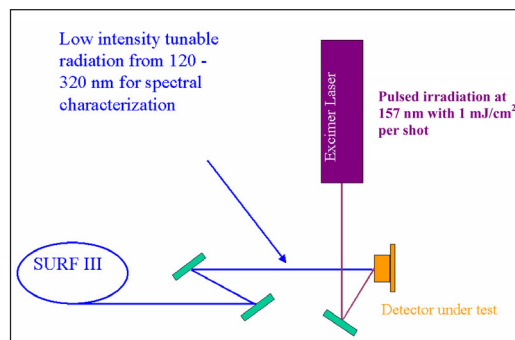 Low intensity tunable
radiation from 120 -
320 nm for spectral
characterization
Excimer Laser
Pulsed irradiation at
157 nm with 1 mJ/cm²
per shot
SURF III
Detector under test